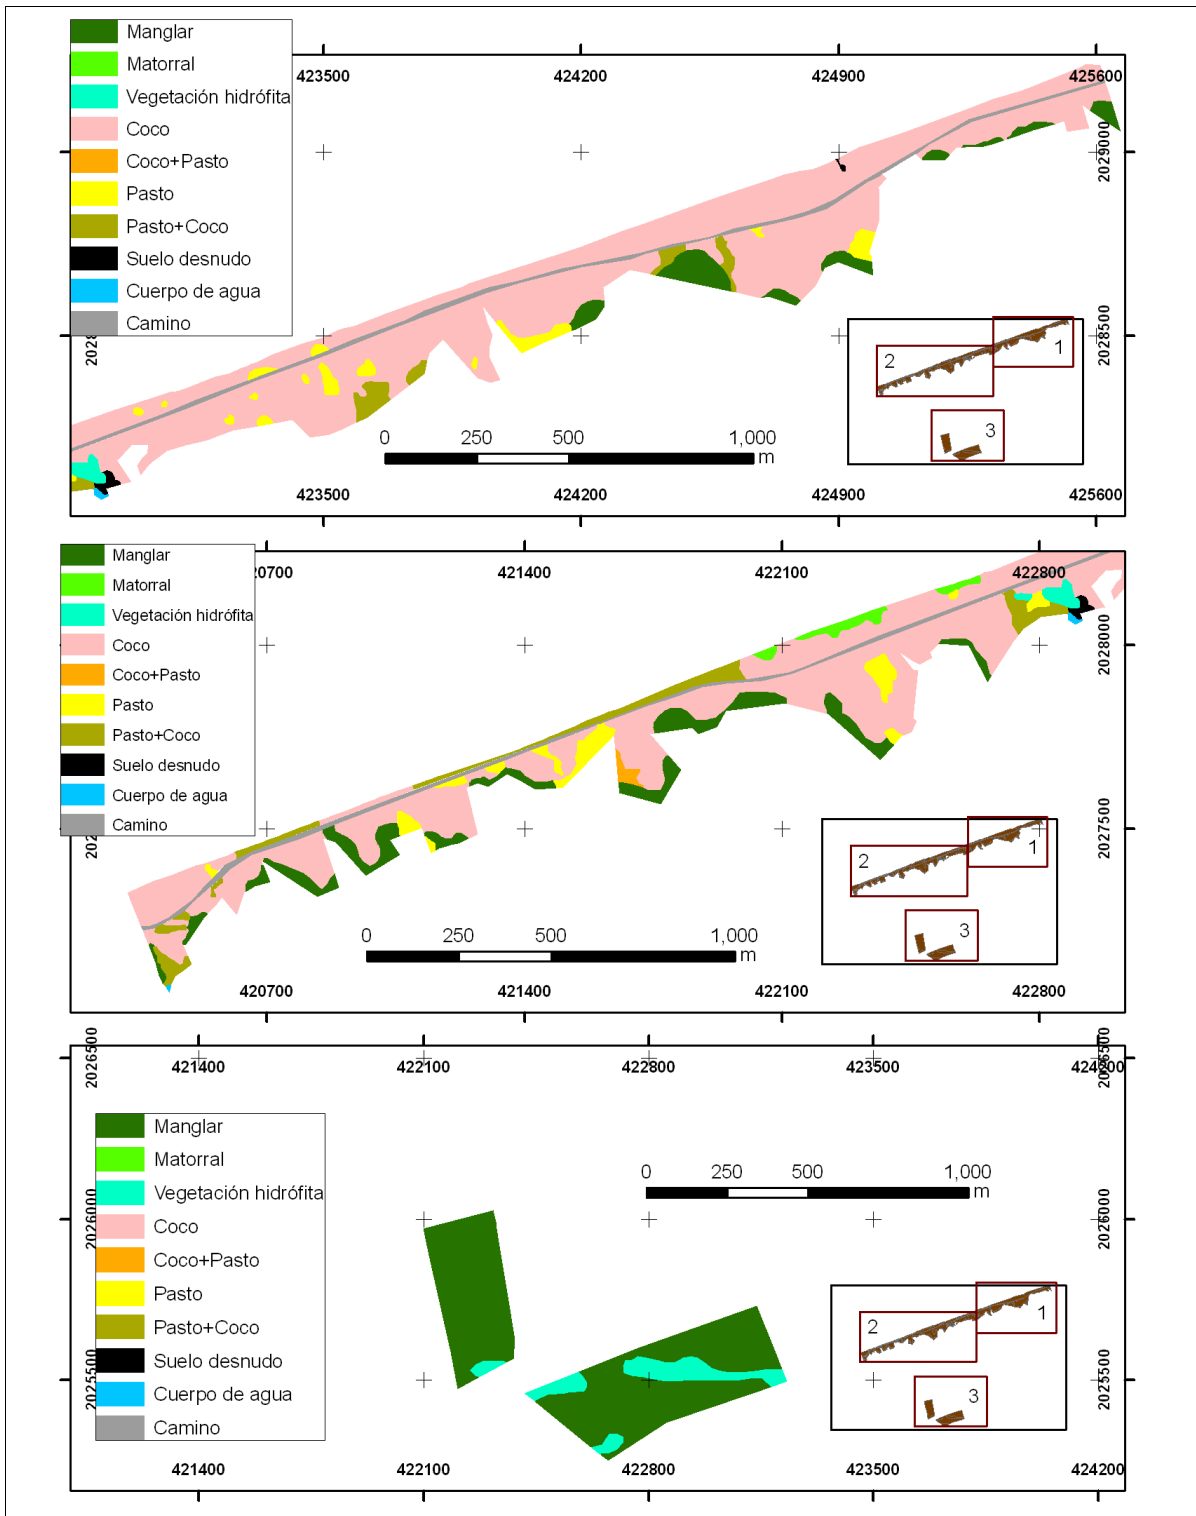 Manglar
Matorral
Vegetación hidrófita
Coco
Coco+Pasto
Pasto
Pasto+Coco
Suelo desnudo
Cuerpo de agua
Camino
423500 424200 424900 425600
2029000
2028500
0 250 500 1,000
m
2 1
3
423500 424200 424900 425600
Manglar
Matorral
Vegetación hidrófita
Coco
Coco+Pasto
Pasto
Pasto+Coco
Suelo desnudo
Cuerpo de agua
Camino
421400 422100 422800
2028000
2027500
0 250 500 1,000
m
2 1
3
420700 421400 422100 422800
2026500 421400 422100 422800 423500 424200 2026500
Manglar
Matorral
Vegetación hidrófita
Coco
Coco+Pasto
Pasto
Pasto+Coco
Suelo desnudo
Cuerpo de agua
Camino
0 250 500 1,000
m
2026000 2026000
2025500 2025500
2 1
3
421400 422100 422800 423500 424200